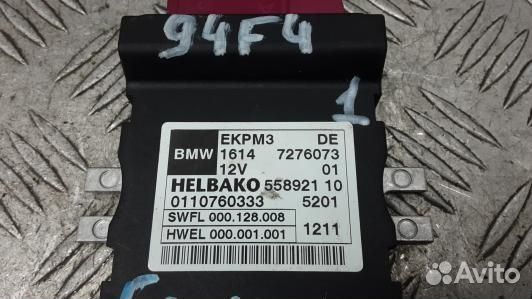 94F4
1
EKPM3 DE
BMW 1614 7276073
12V 01
HELBAKO 558921 10
0110760333 5201
SWFL 000.128.008
HWEL 000.001.001 1211
Avito